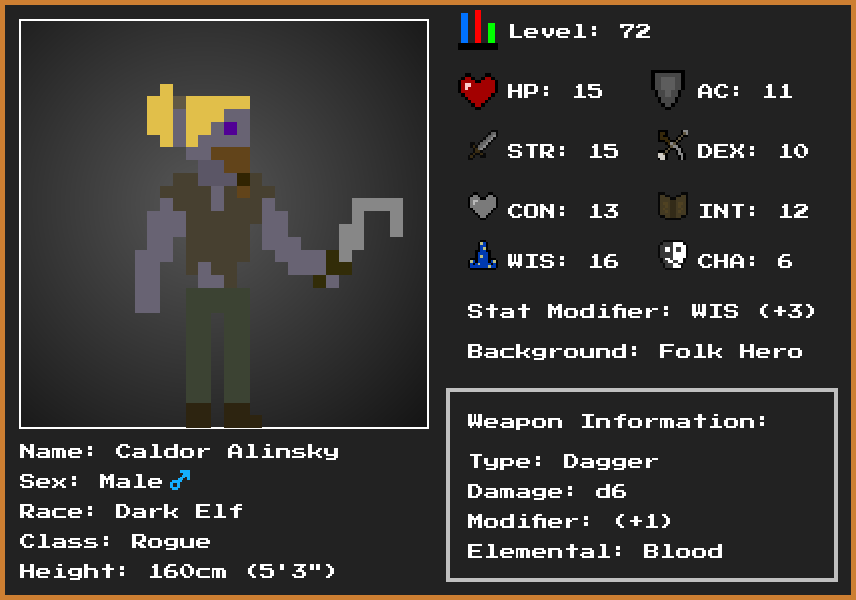 Level: 72
HP: 15
AC: 11
STR: 15
DEX: 10
CON: 13
INT: 12
WIS: 16
CHA: 6
Stat Modifier: WIS (+3)
Background: Folk Hero
Weapon Information:
Type: Dagger
Damage: d6
Modifier: (+1)
Elemental: Blood
Name: Caldor Alinsky
Sex: Male♂
Race: Dark Elf
Class: Rogue
Height: 160cm (5'3")